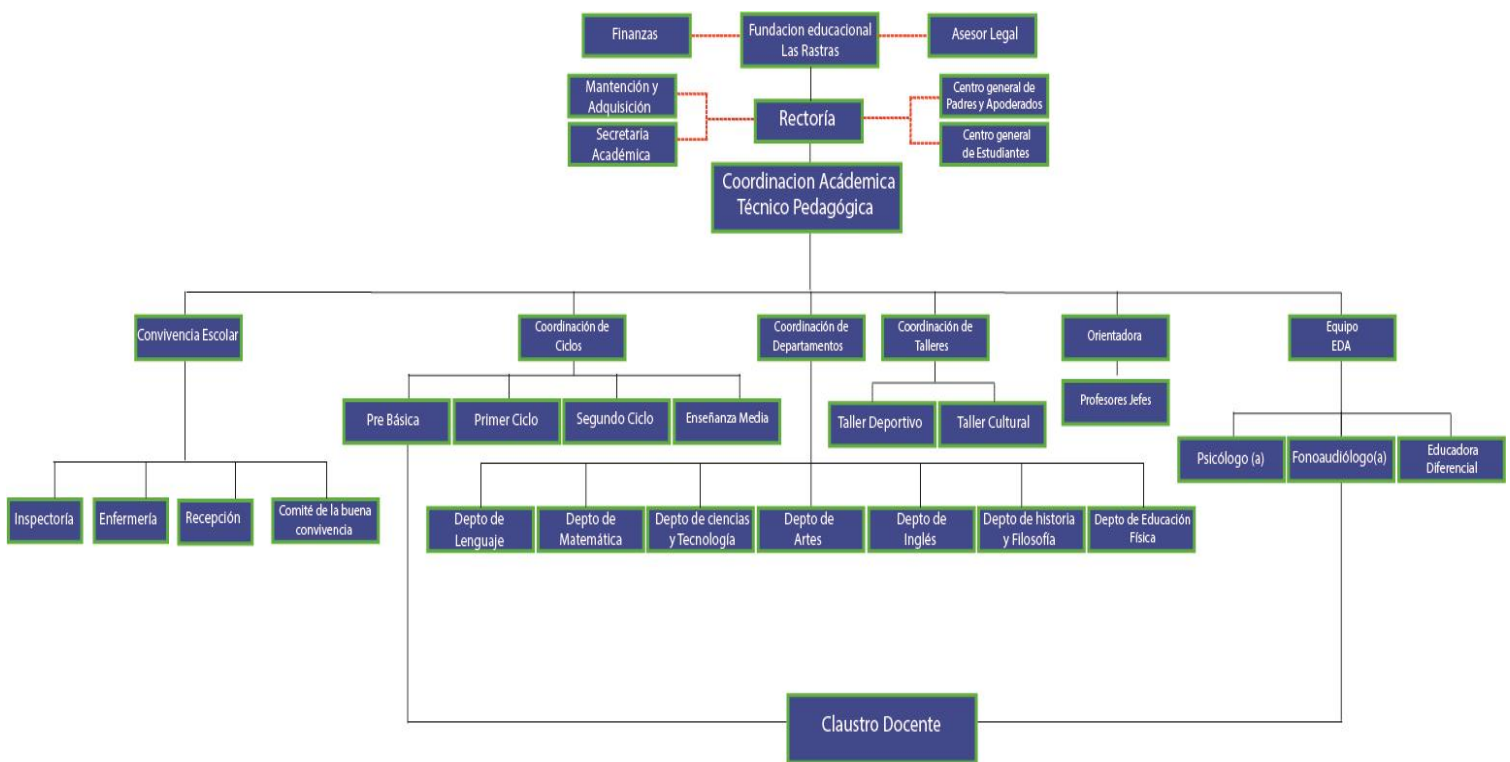 Finanzas
Fundacion educacional
Las Rastras
Asesor Legal
Mantención y
Adquisición
Centro general de
Padres y Apoderados
Rectoría
Secretaria
Académica
Centro general
de Estudiantes
Coordinacion Acádemica
Técnico Pedagógica
Convivencia Escolar
Coordinación de
Ciclos
Coordinación de
Departamentos
Coordinación de
Talleres
Orientadora
Equipo
EDA
Pre Básica
Primer Ciclo
Segundo Ciclo
Enseñanza Media
Taller Deportivo
Taller Cultural
Profesores Jefes
Psicólogo (a)
Fonoaudiólogo(a)
Educadora
Diferencial
Inspectoría
Enfermería
Recepción
Comité de la buena
convivencia
Depto de
Lenguaje
Depto de
Matemática
Depto de ciencias
y Tecnología
Depto de
Artes
Depto de
Inglés
Depto de historia
y Filosofía
Depto de Educación
Física
Claustro Docente